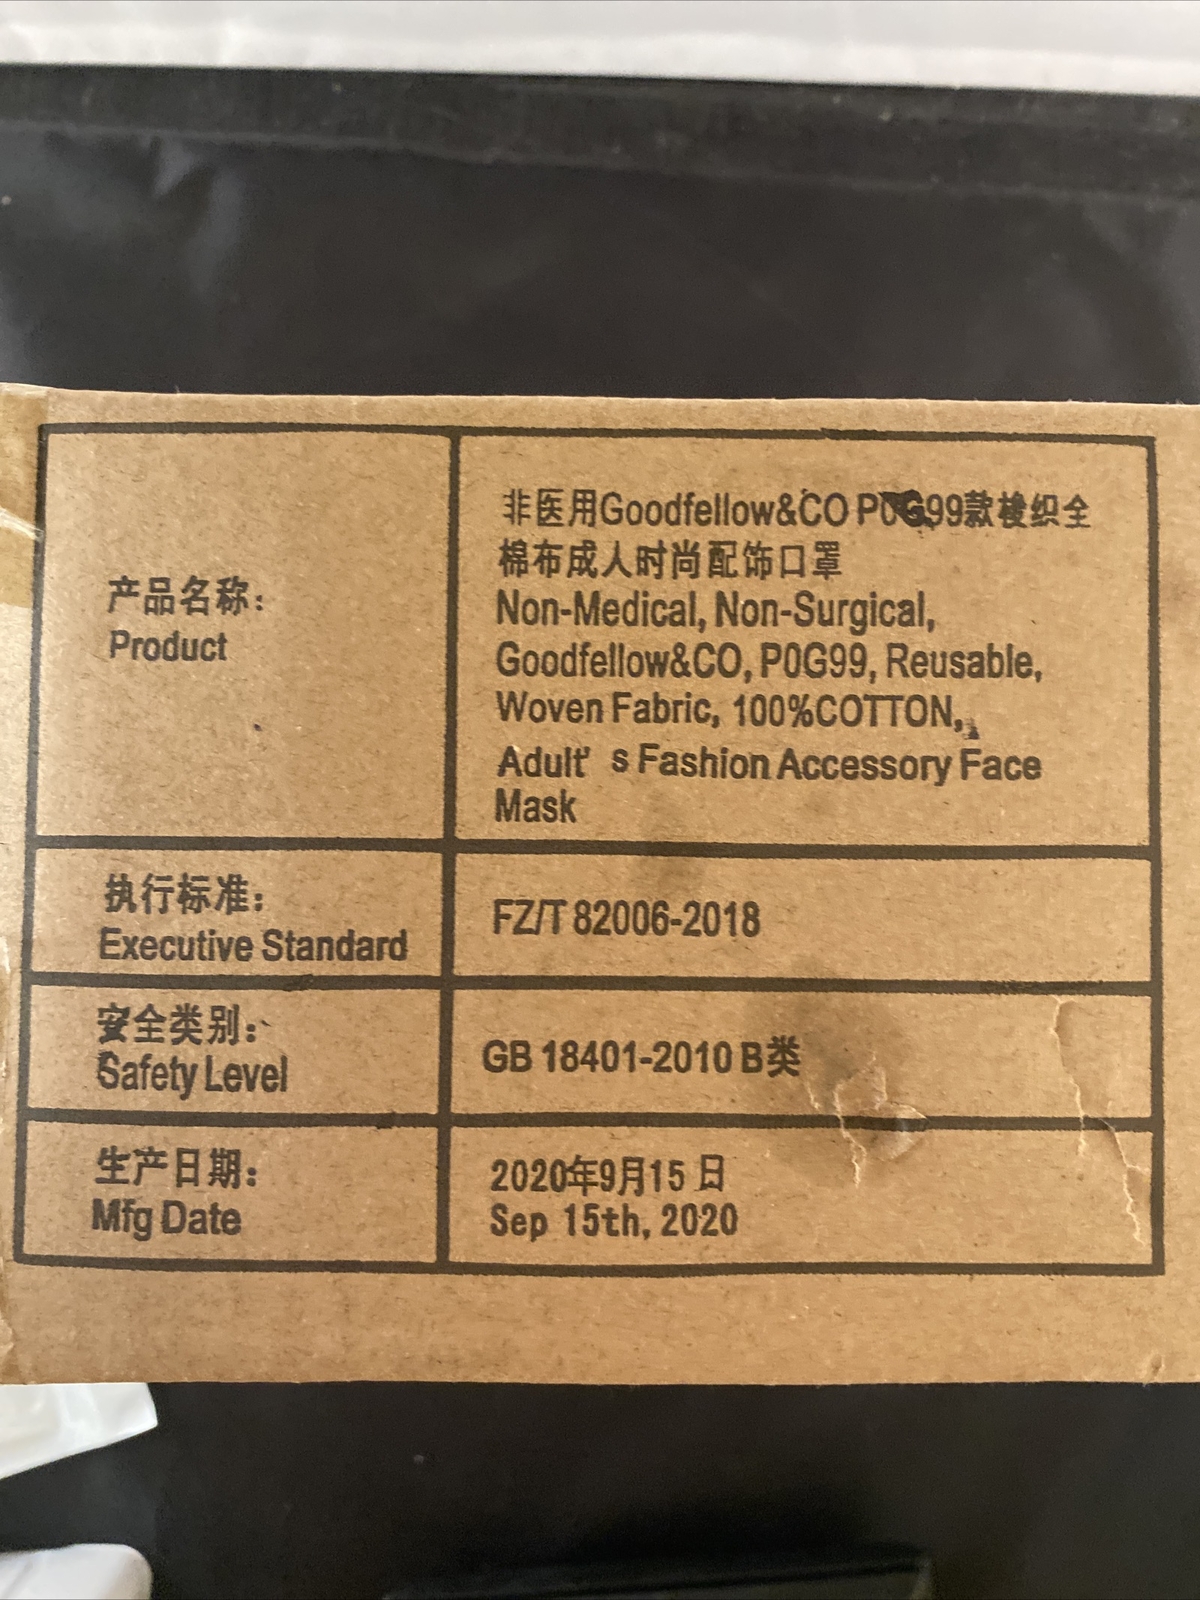 产品名称：
Product
非医用Goodfellow&CO P0G99款梭织全
棉布成人时尚配饰口罩
Non-Medical, Non-Surgical,
Goodfellow&CO, P0G99, Reusable,
Woven Fabric, 100%COTTON,
Adult’ s Fashion Accessory Face
Mask
执行标准：
Executive Standard
FZ/T 82006-2018
安全类别：
Safety Level
GB 18401-2010 B类
生产日期：
Mfg Date
2020年9月15 日
Sep 15th, 2020